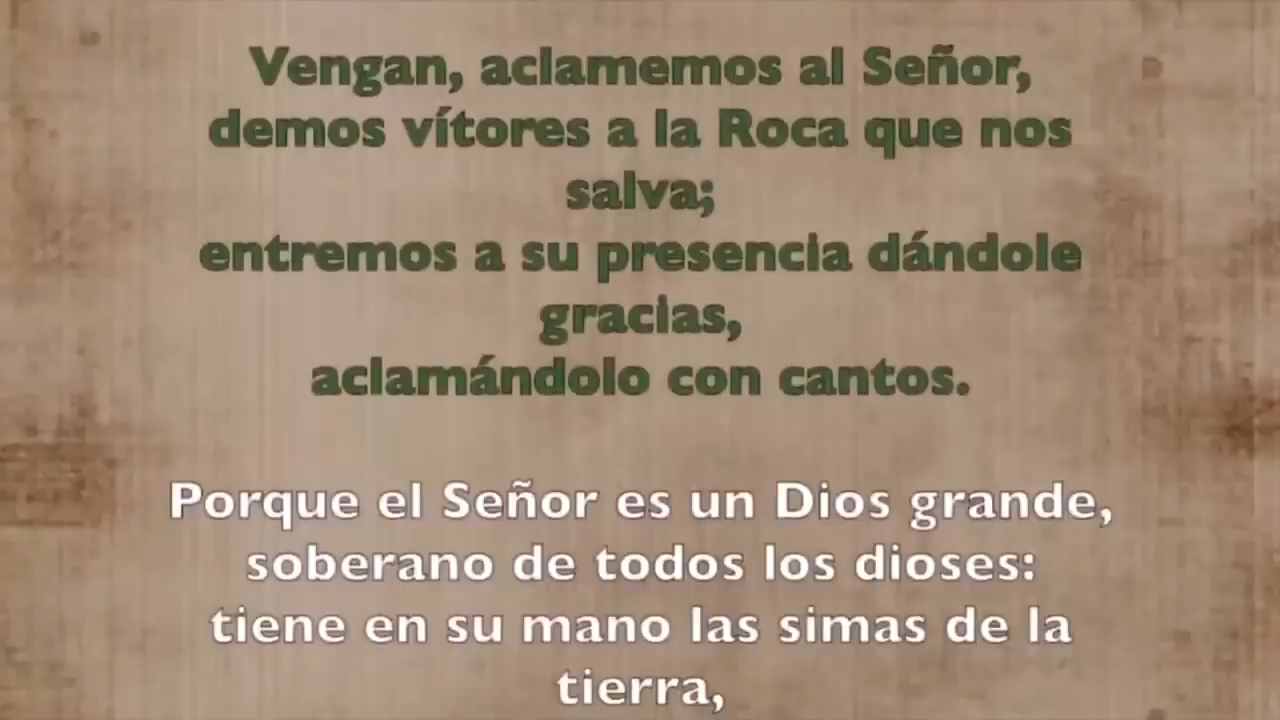 Vengan, aclamemos al Señor,
demos vítores a la Roca que nos
salva;
entremos a su presencia dándole
gracias,
aclamándolo con cantos.
Porque el Señor es un Dios grande,
soberano de todos los dioses:
tiene en su mano las simas de la
tierra,